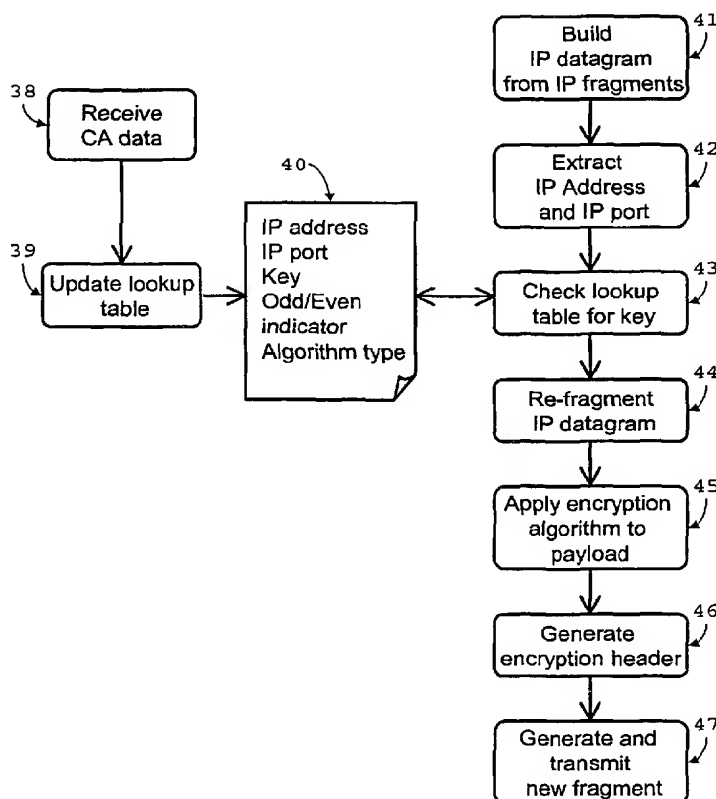 41
Build
IP datagram
from IP fragments
38
Receive
CA data
42
Extract
IP Address
and IP port
40
IP address
IP port
Key
Odd/Even
indicator
Algorithm type
39
Update lookup
table
43
Check lookup
table for key
44
Re-fragment
IP datagram
45
Apply encryption
algorithm to
payload
46
Generate
encryption header
47
Generate and
transmit
new fragment